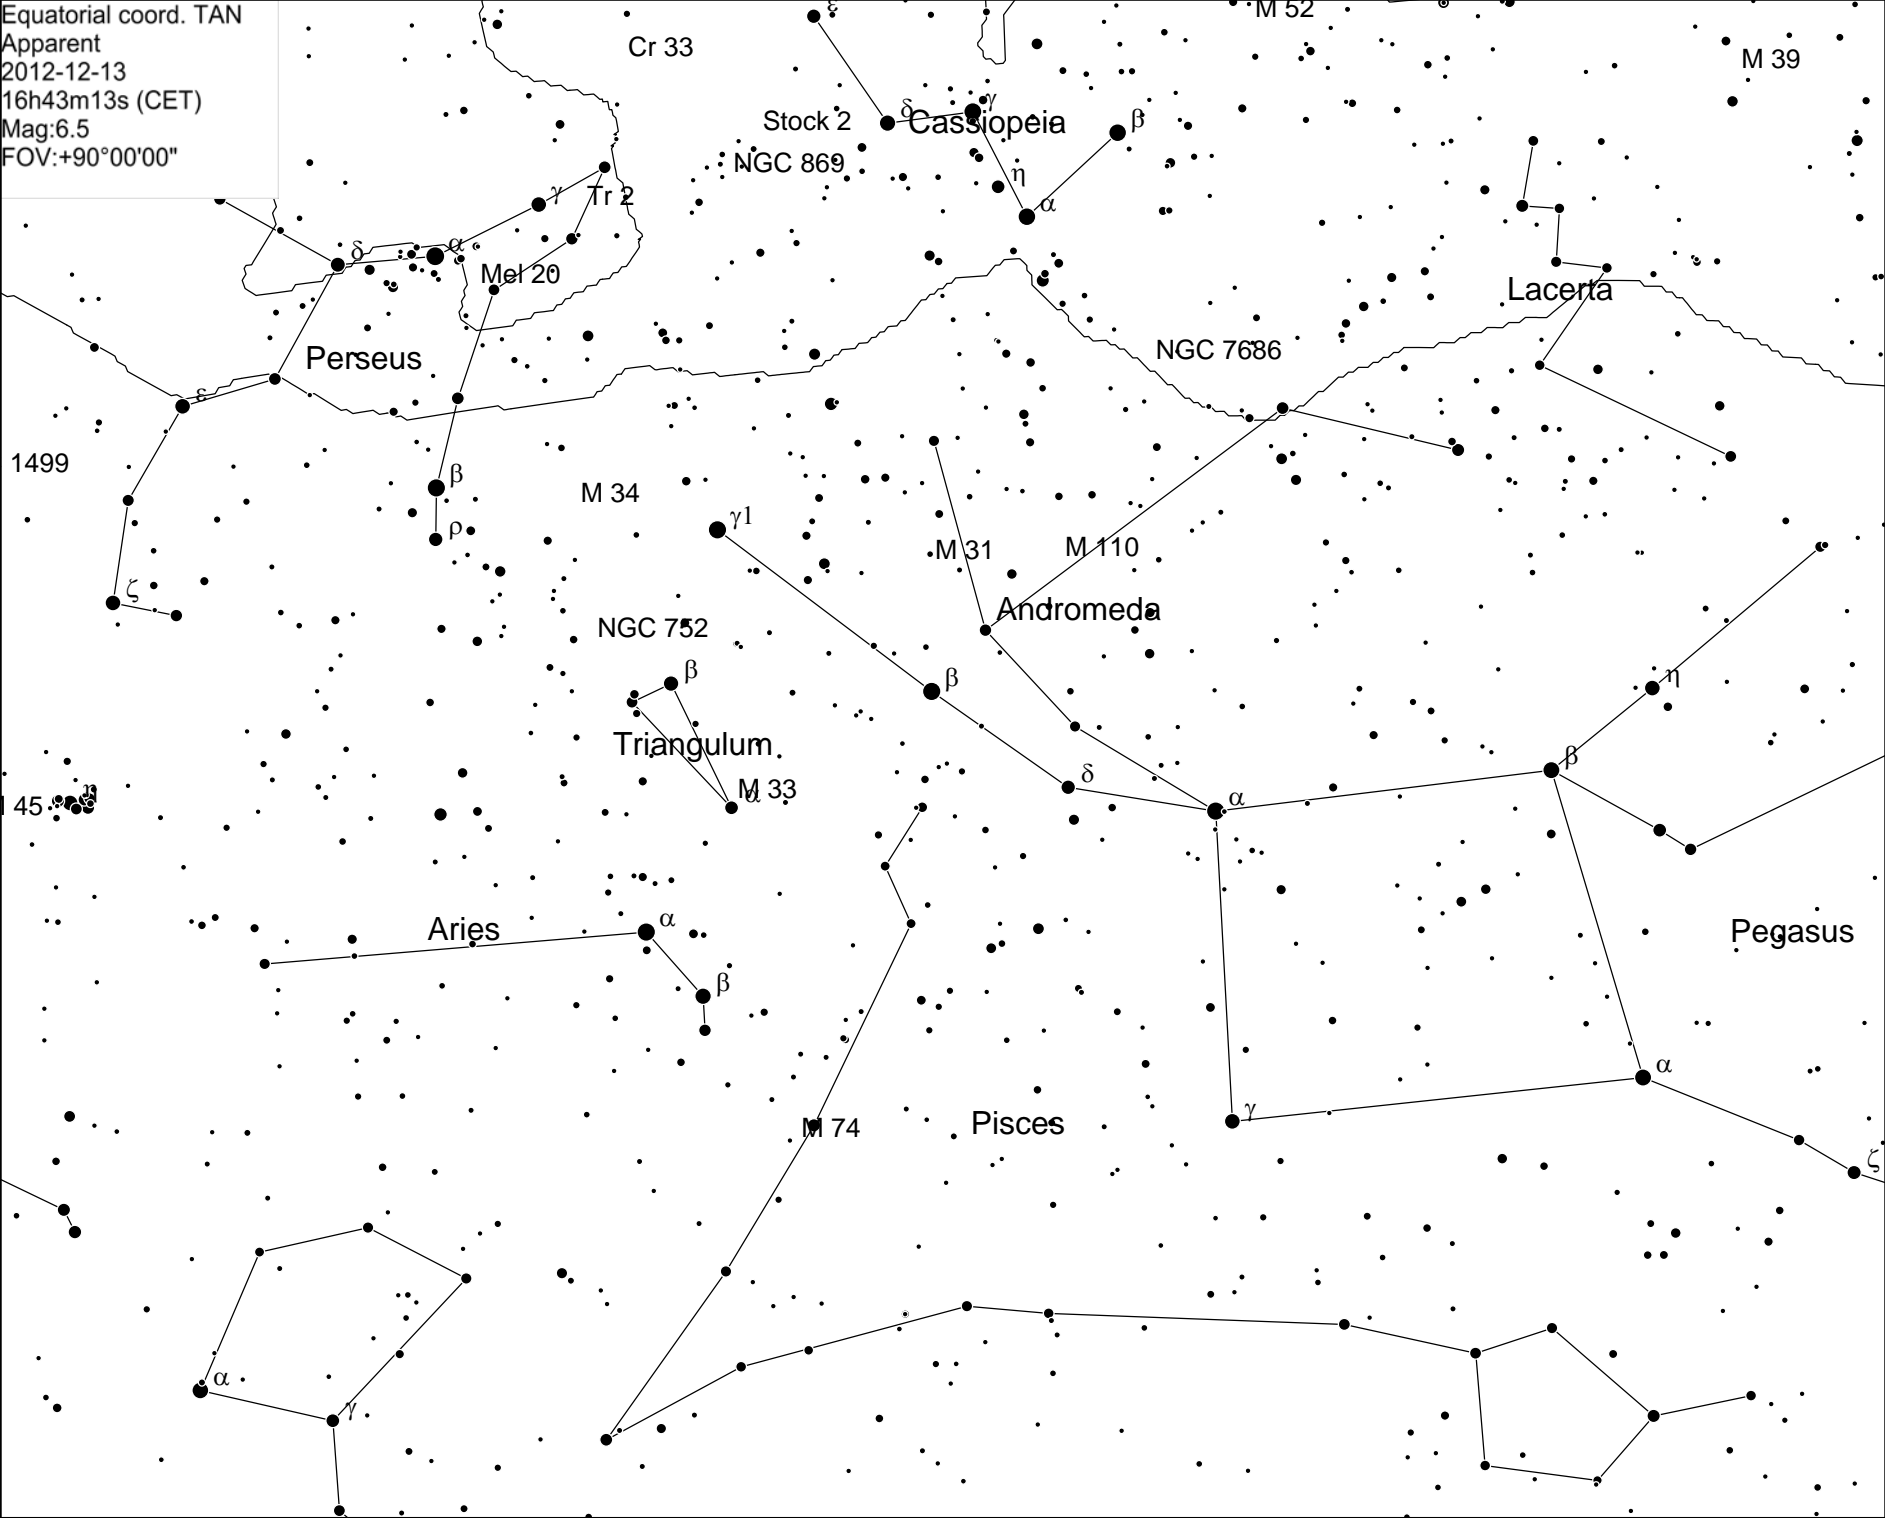 Equatorial coord. TAN
Apparent
2012-12-13
16h43m13s (CET)
Mag:6.5
FOV:+90°00'00"
ε
M 52
Cr 33
M 39
γ
δ
Cassiopeia
β
Stock 2
NGC 869
η
γ
Tr 2
α
δ
α
Mel 20
Lacerta
Perseus
NGC 7686
ε
1499
β
M 34
γ1
ρ
M 31
M 110
ζ
Andromeda
NGC 752
β
β
η
Triangulum
β
δ
M 33
α
α
45
η
Aries
α
Pegasus
β
α
γ
Pisces
M 74
ζ
α
γ